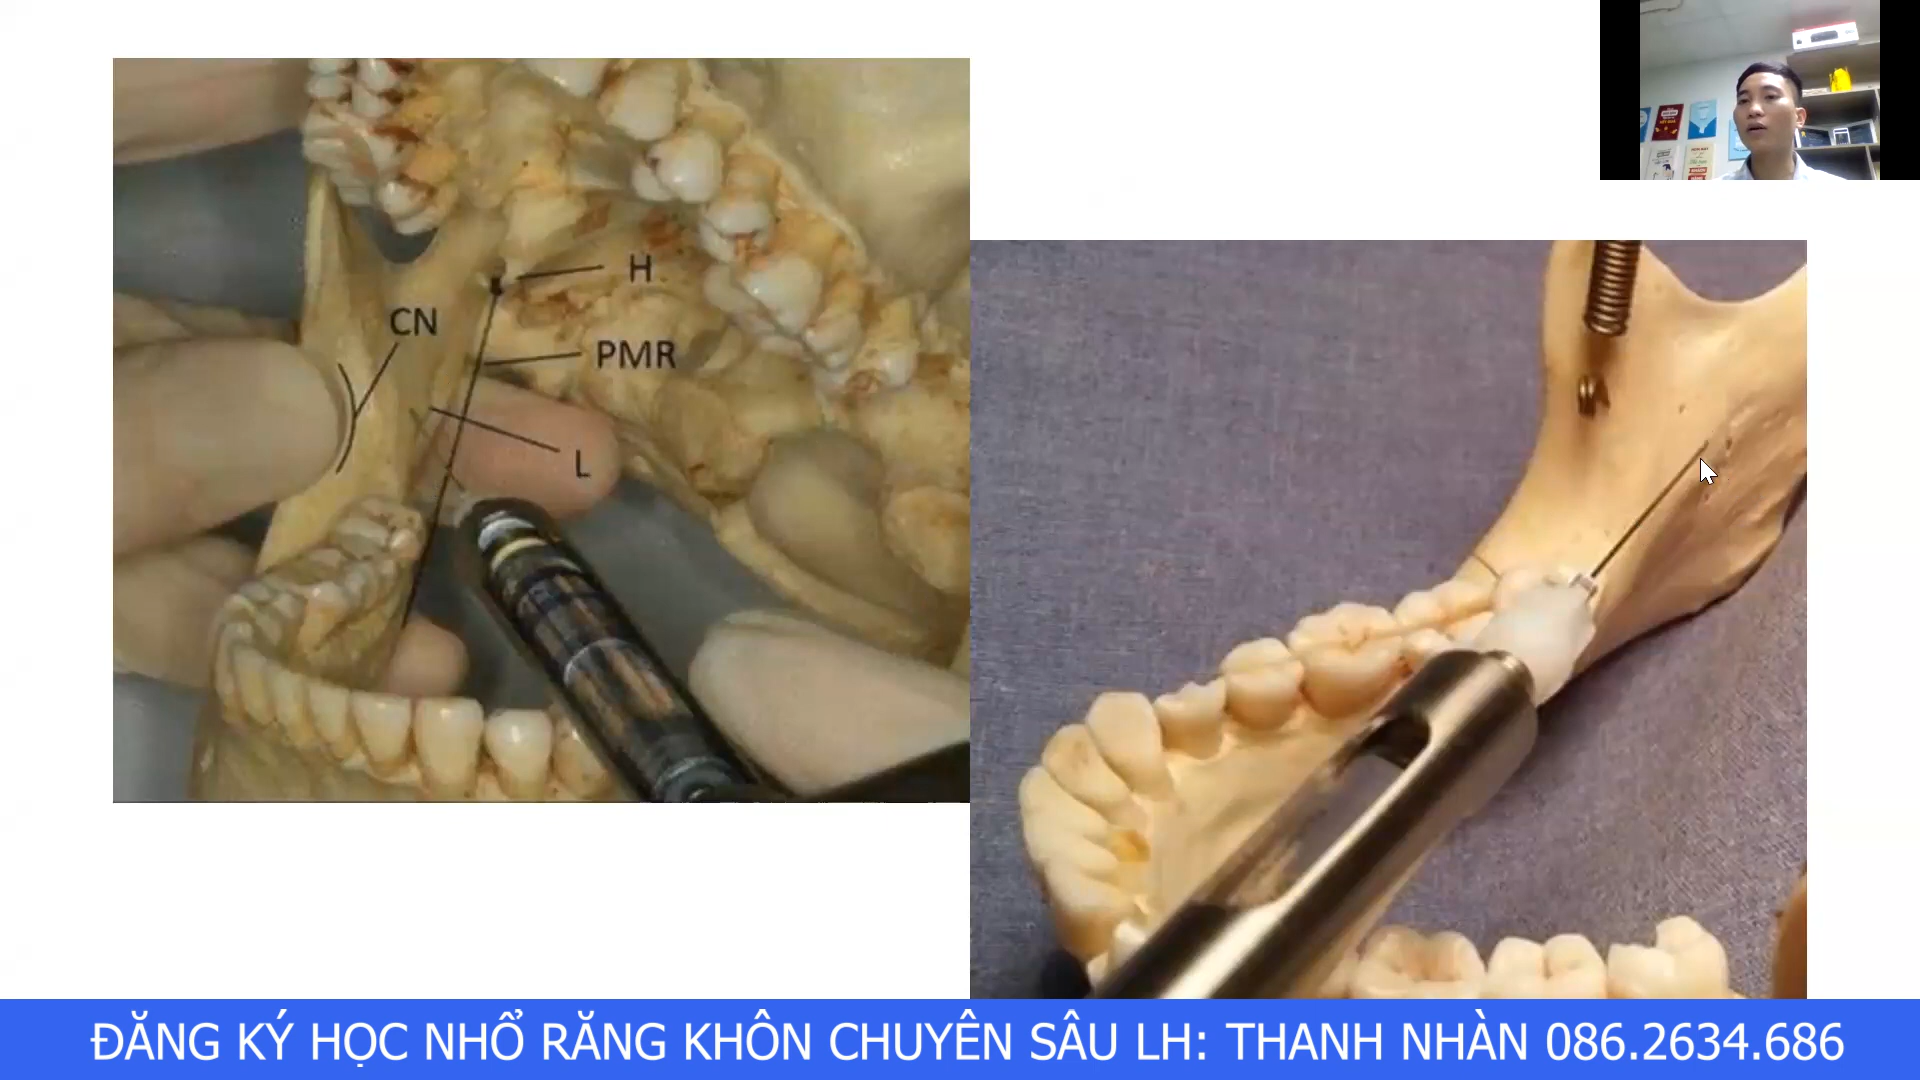 H
CN
PMR
L
ĐĂNG KÝ HỌC NHỔ RĂNG KHÔN CHUYÊN SÂU LH: THANH NHÀN 086.2634.686